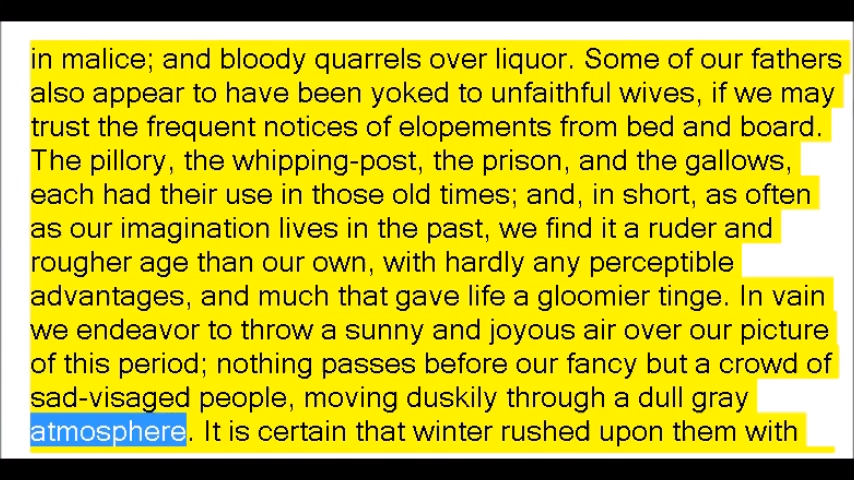 in malice; and bloody quarrels over liquor. Some of our fathers
also appear to have been yoked to unfaithful wives, if we may
trust the frequent notices of elopements from bed and board.
The pillory, the whipping-post, the prison, and the gallows,
each had their use in those old times; and, in short, as often
as our imagination lives in the past, we find it a ruder and
rougher age than our own, with hardly any perceptible
advantages, and much that gave life a gloomier tinge. In vain
we endeavor to throw a sunny and joyous air over our picture
of this period; nothing passes before our fancy but a crowd of
sad-visaged people, moving duskily through a dull gray
atmosphere. It is certain that winter rushed upon them with